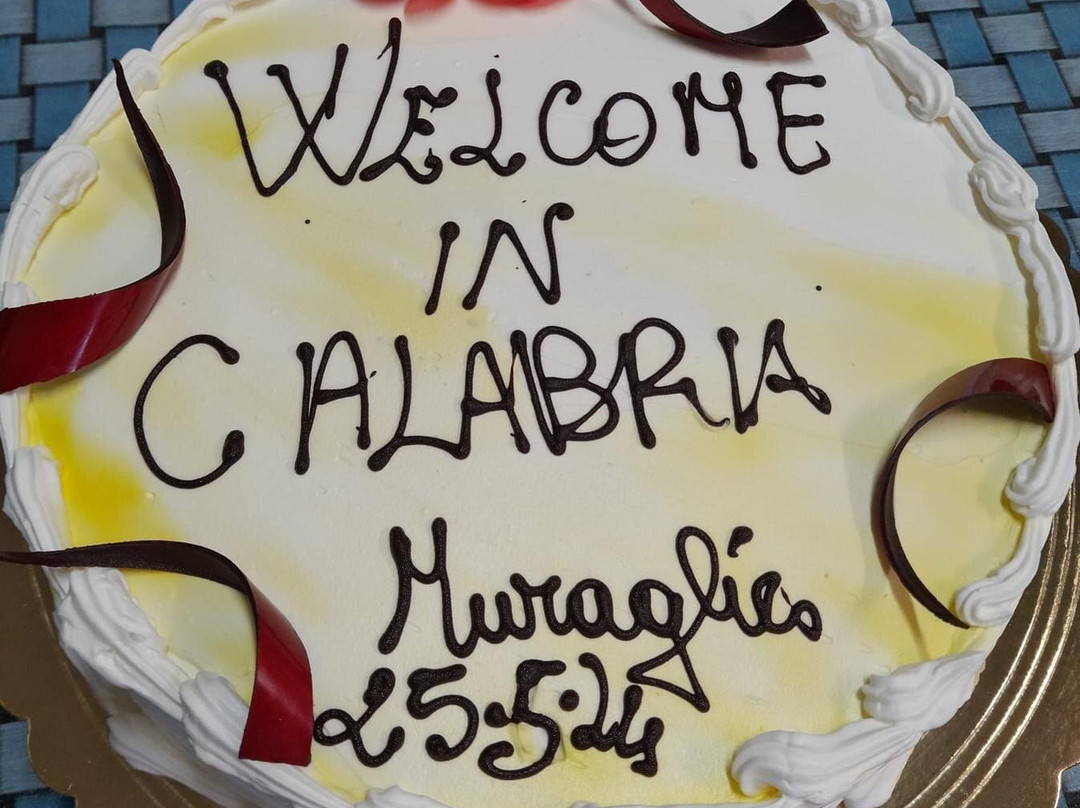 WELCOME
IN
CALABRIA
Muraglie
25.5.24